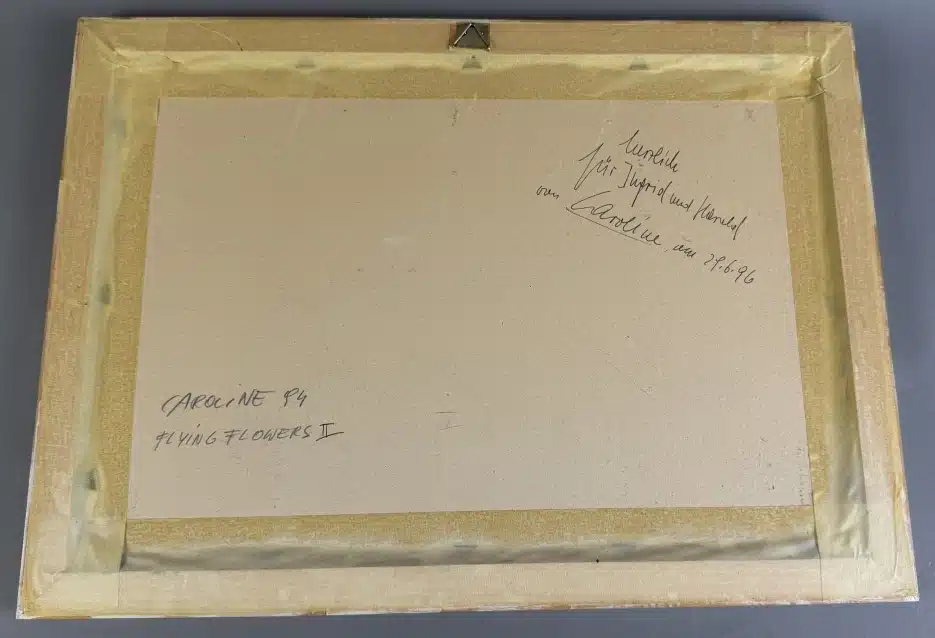 herzlich
für Ingrid und Harald
von Caroline, am 29.6.96
CAROLINE 94
FLYING FLOWERS II
I